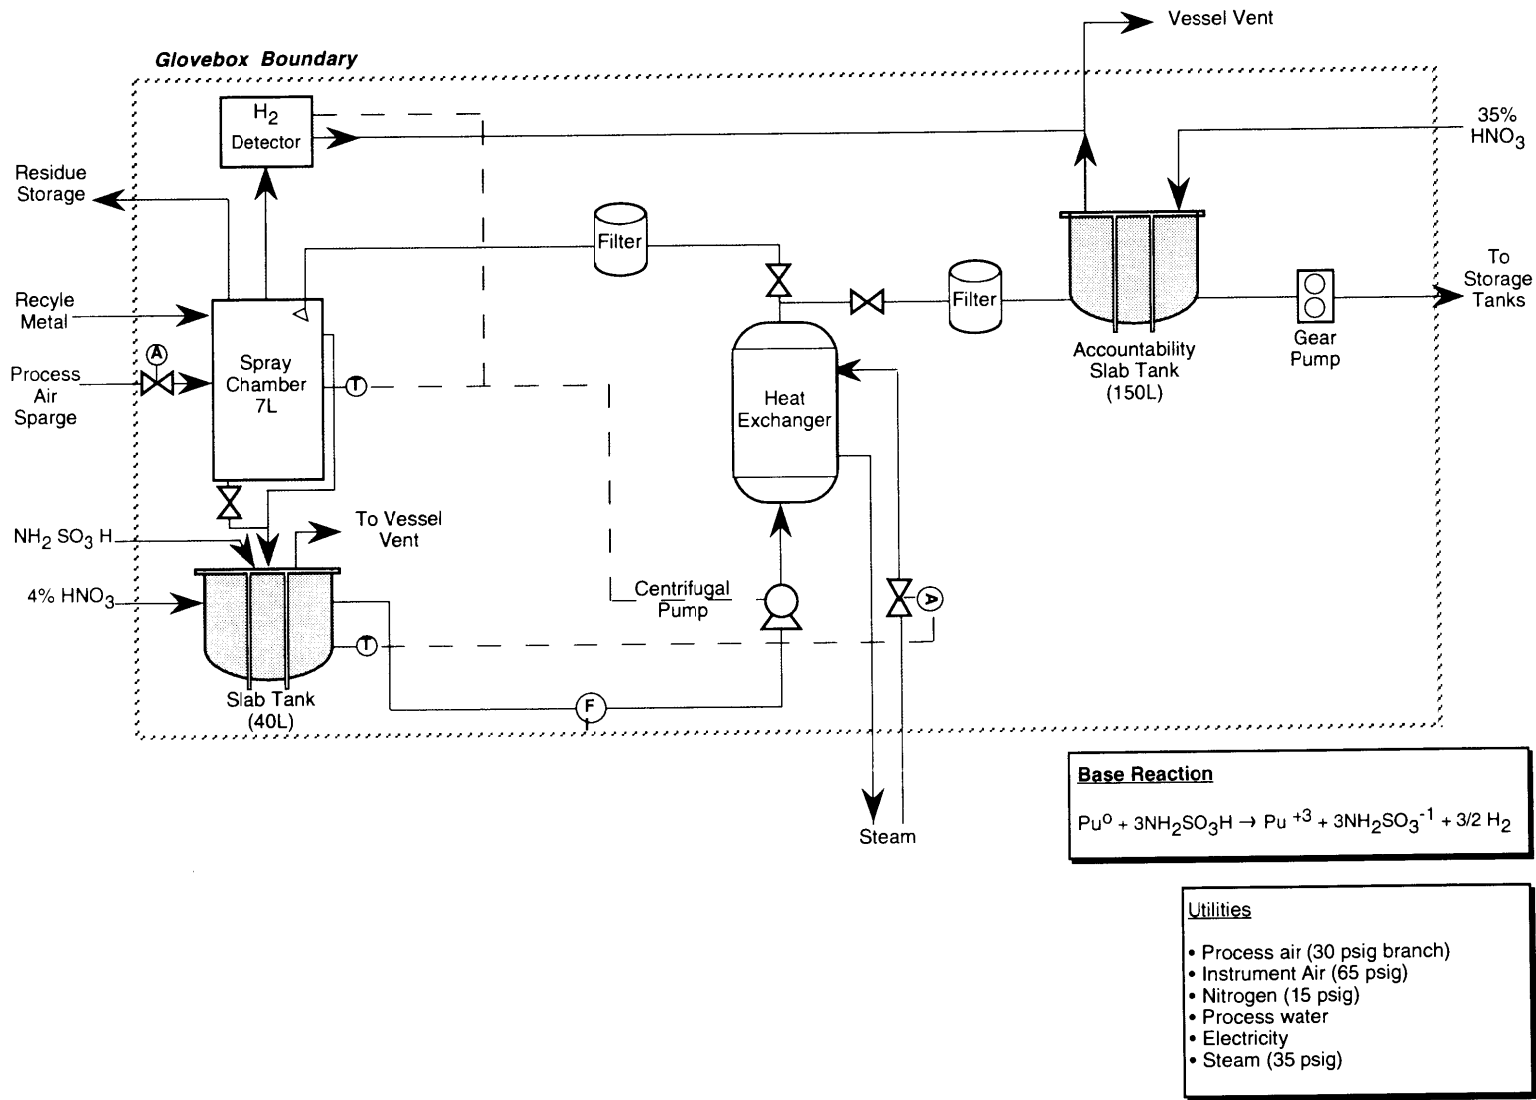 Vessel Vent
Glovebox Boundary
35%
HNO3
H2
Detector
Residue
Storage
Filter
To
Storage
Tanks
Recyle
Metal
Filter
Gear
Pump
A
Process
Air
Sparge
Spray
Chamber
7L
T
Accountability
Slab Tank
(150L)
Heat
Exchanger
NH2 SO3 H
To Vessel
Vent
4% HNO3
Centrifugal
Pump
A
T
Slab Tank
(40L)
F
I
Steam
Base Reaction
Puo + 3NH2SO3H → Pu +3 + 3NH2SO3-1 + 3/2 H2
Utilities
• Process air (30 psig branch)
• Instrument Air (65 psig)
• Nitrogen (15 psig)
• Process water
• Electricity
• Steam (35 psig)